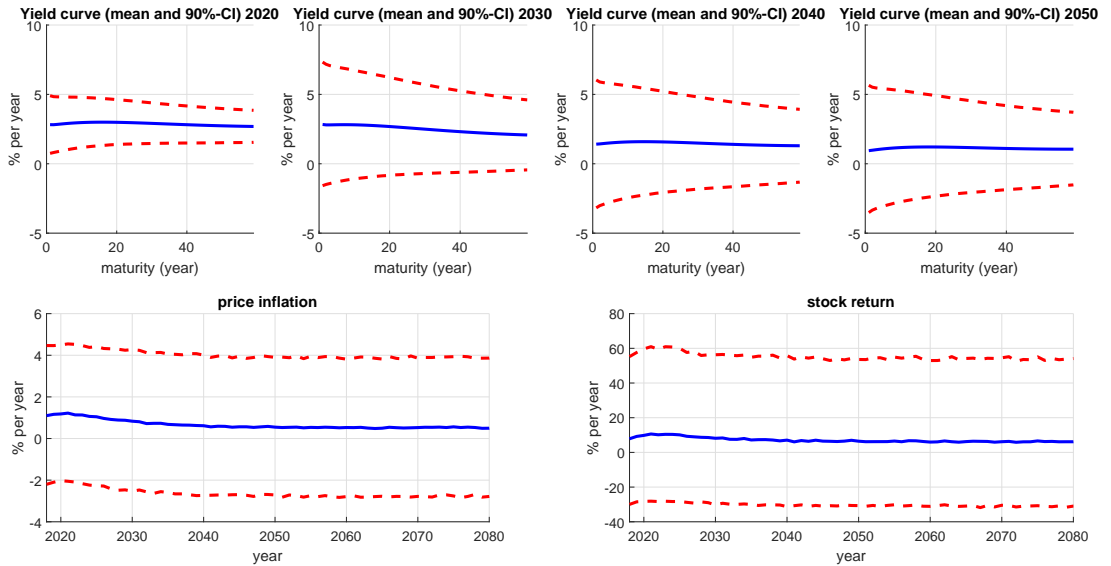 Yield curve (mean and 90%-CI) 2020
Yield curve (mean and 90%-CI) 2030
Yield curve (mean and 90%-CI) 2040
Yield curve (mean and 90%-CI) 2050
10
5
0
-5
% per year
0 20 40
maturity (year)
10
5
0
-5
% per year
0 20 40
maturity (year)
10
5
0
-5
% per year
0 20 40
maturity (year)
10
5
0
-5
% per year
0 20 40
maturity (year)
price inflation
6
4
2
0
-2
-4
% per year
2020 2030 2040 2050 2060 2070 2080
year
stock return
80
60
40
20
0
-20
-40
% per year
2020 2030 2040 2050 2060 2070 2080
year